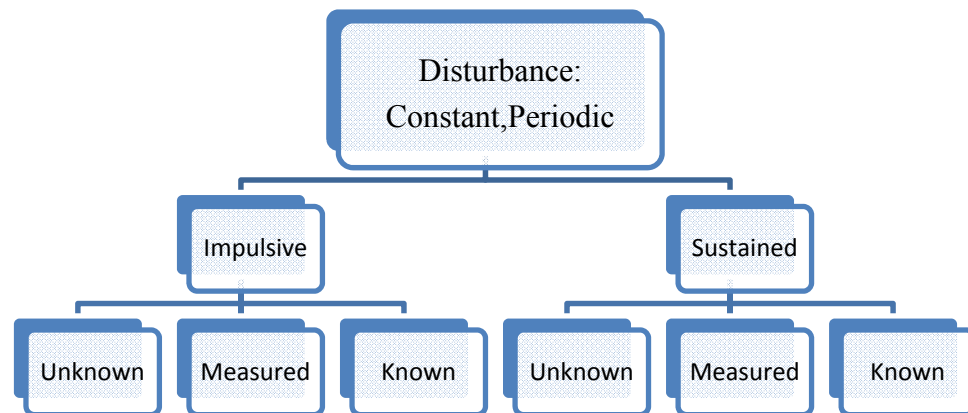 Disturbance:
Constant,Periodic
Impulsive
Sustained
Unknown
Measured
Known
Unknown
Measured
Known